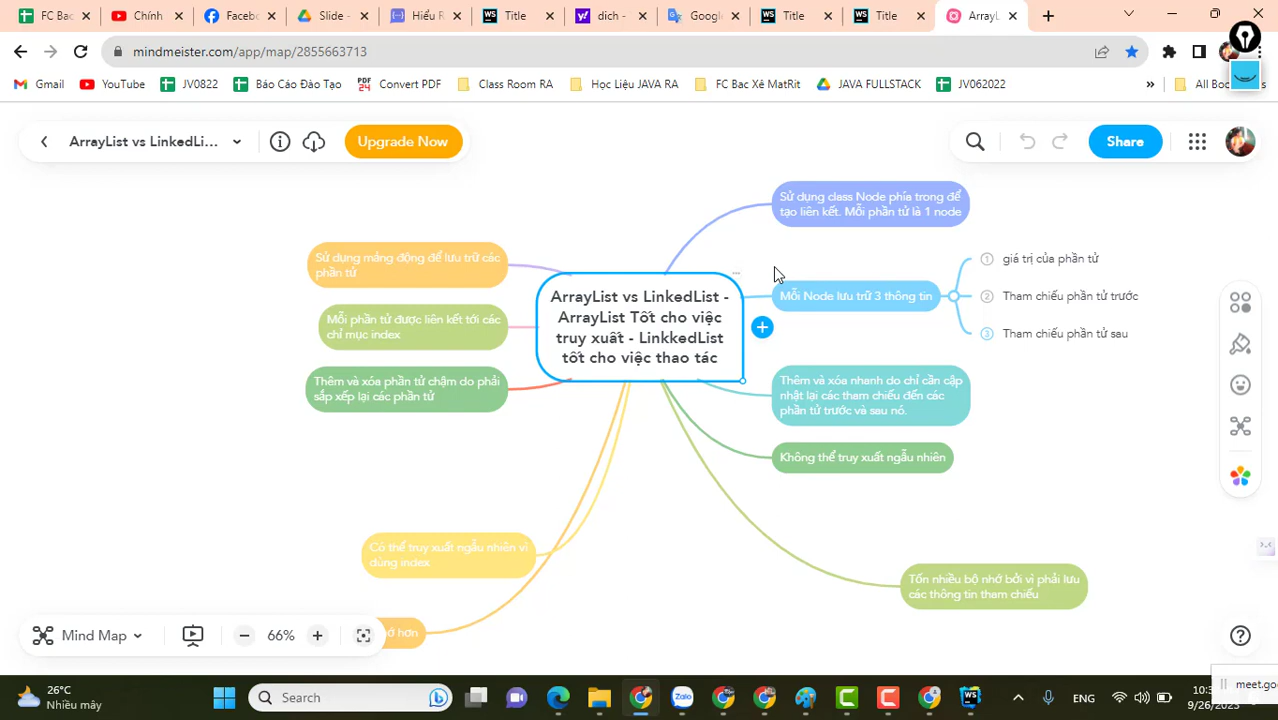 FC Bac
Chính
Facebo
Slide -
Hiểu R
Title
dich -
Google
Title
Title
ArrayL
mindmeister.com/app/map/2855663713
Gmail
YouTube
JV0822
Báo Cáo Đào Tạo
Convert PDF
Class Room RA
Học Liệu JAVA RA
FC Bac Xẻ MatRit
JAVA FULLSTACK
JV062022
»
All Boo
ArrayList vs LinkedLi...
Upgrade Now
Share
Sử dụng class Node phía trong để
tạo liên kết. Mỗi phần tử là 1 node
Sử dụng mảng động để lưu trữ các
phần tử
Mỗi phần tử được liên kết tới các
chỉ mục index
Thêm và xóa phần tử chậm do phải
sắp xếp lại các phần tử
ArrayList vs LinkedList -
ArrayList Tốt cho việc
truy xuất - LinkkedList
tốt cho việc thao tác
Mỗi Node lưu trữ 3 thông tin
1 giá trị của phần tử
2 Tham chiếu phần tử trước
3 Tham chiếu phần tử sau
Thêm và xóa nhanh do chỉ cần cập
nhật lại các tham chiếu đến các
phần tử trước và sau nó.
Không thể truy xuất ngẫu nhiên
Có thể truy xuất ngẫu nhiên vì
dùng index
Tốn nhiều bộ nhớ bởi vì phải lưu
các thông tin tham chiếu
hơn
Mind Map
66%
meet.goo
26°C
Nhiều mây
Search
Zalo
ENG
10:3
9/26/202